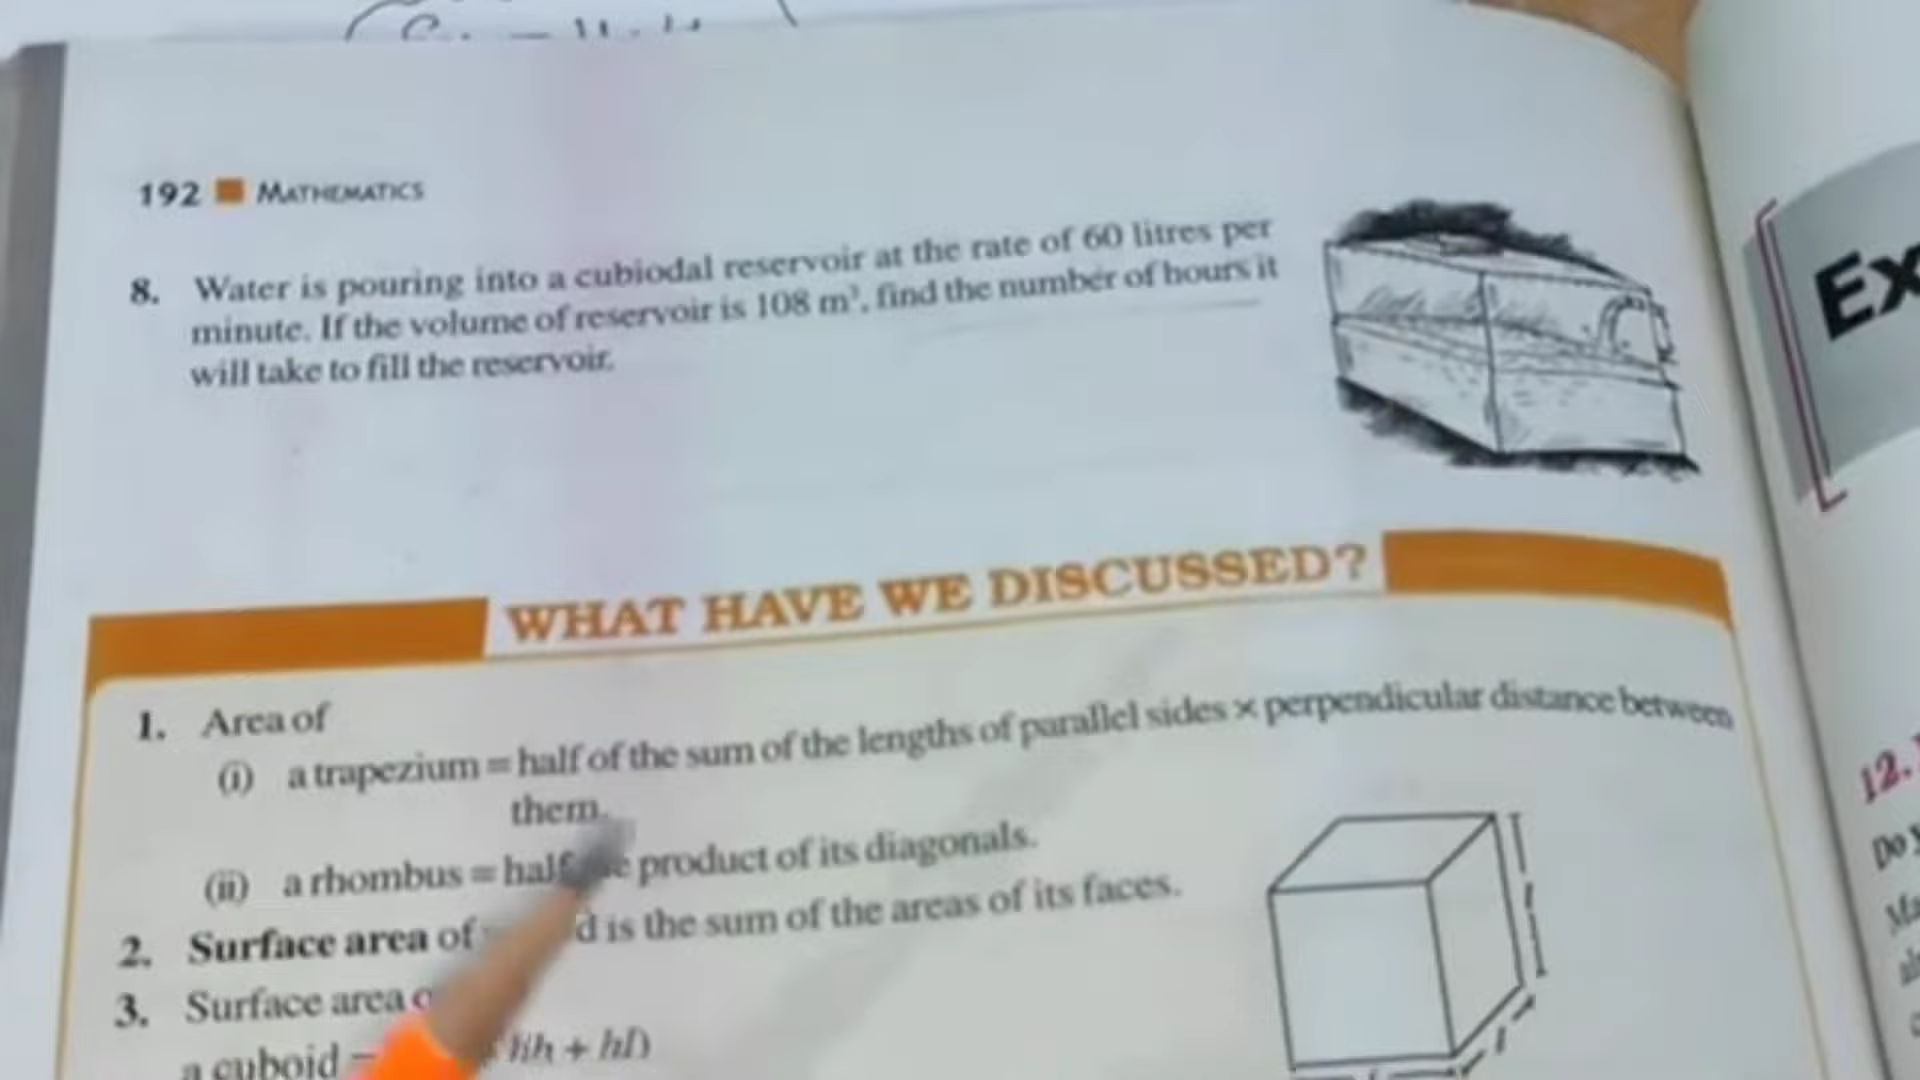 192 MATHEMATICS
8. Water is pouring into a cubiodal reservoir at the rate of 60 litres per
minute. If the volume of reservoir is 108 m³, find the number of hours it
will take to fill the reservoir.
WHAT HAVE WE DISCUSSED?
1. Area of
(i) a trapezium = half of the sum of the lengths of parallel sides × perpendicular distance between
them.
(ii) a rhombus = half product of its diagonals.
2. Surface area of is the sum of the areas of its faces.
3. Surface area
a cuboid = + hl)
Ex
12.
Do